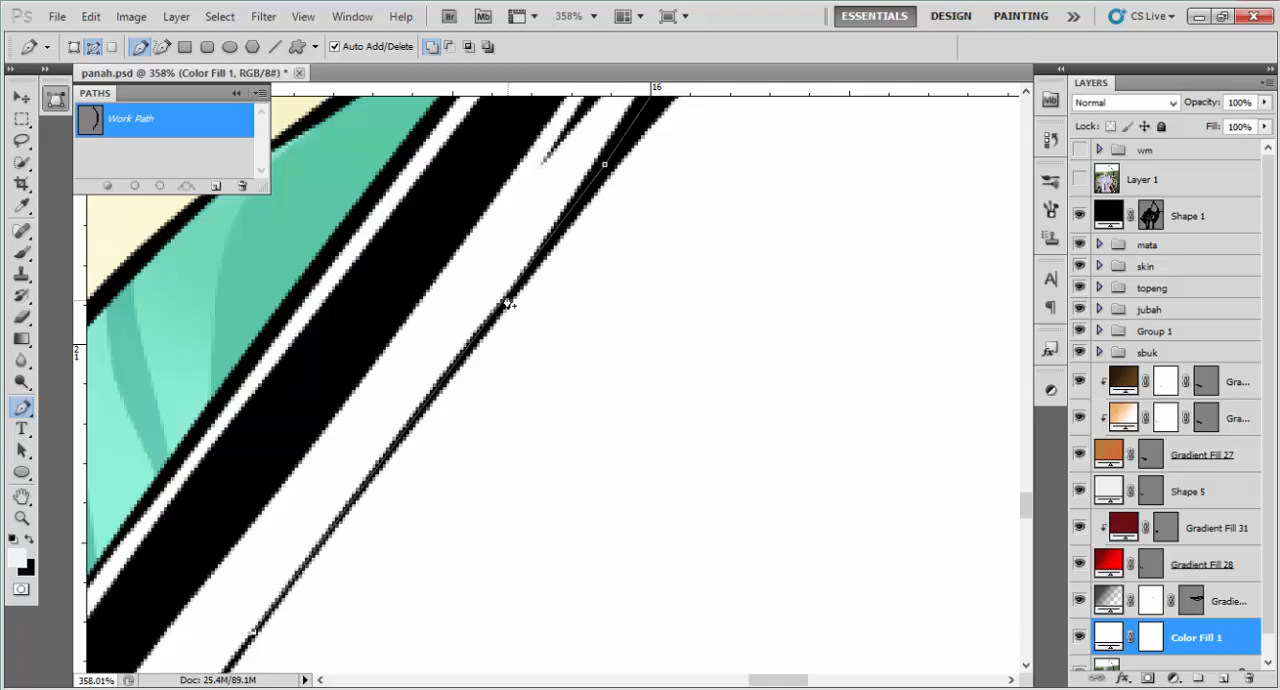 Ps File Edit Image Layer Select Filter View Window Help Br Mb 358% ESSENTIALS DESIGN PAINTING CS Live
Auto Add/Delete
panah.psd @ 358% (Color Fill 1, RGB/8#) *
PATHS
Work Path
16
2
1
LAYERS
Normal Opacity: 100%
Lock: Fill: 100%
wm
Layer 1
Shape 1
mata
skin
topeng
jubah
Group 1
sbuk
Gra...
Gra...
Gradient Fill 27
Shape 5
Gradient Fill 31
Gradient Fill 28
Gradie...
Color Fill 1
358.01% Doc: 25.4M/89.1M